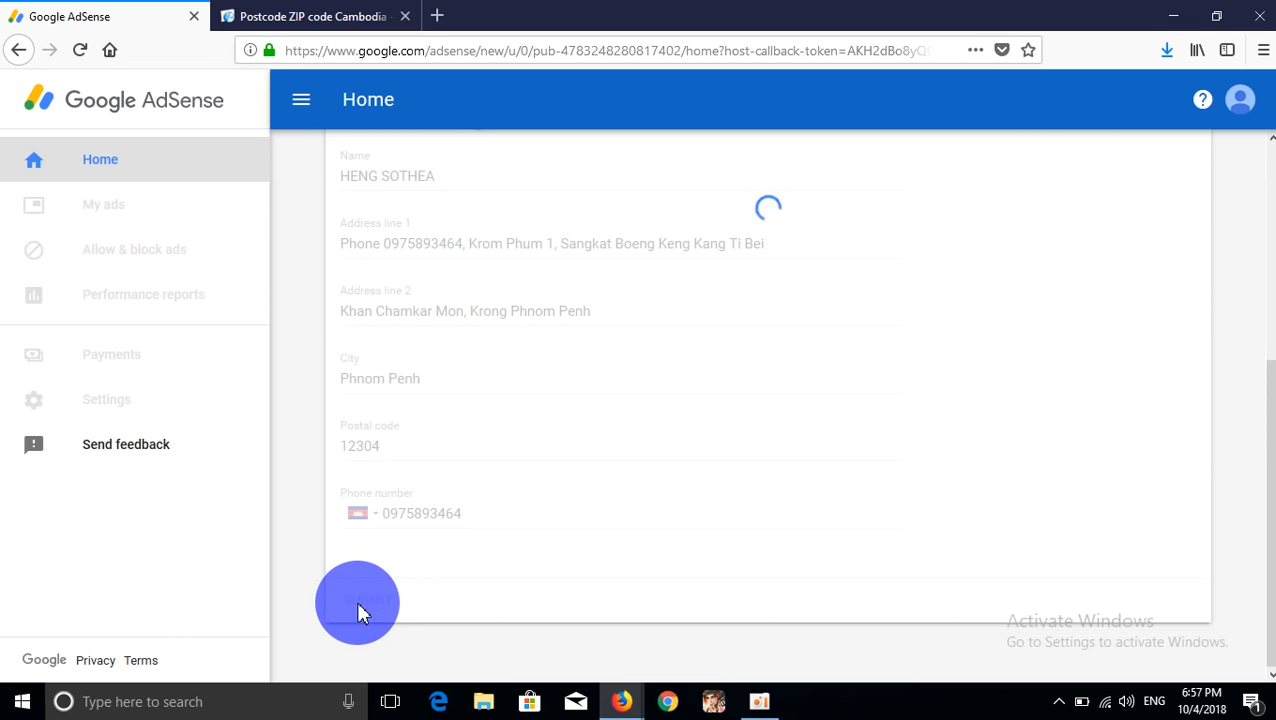 Google AdSense
Postcode ZIP code Cambodia -
https://www.google.com/adsense/new/u/0/pub-4783248280817402/home?host-callback-token=AKH2dBo8yQ
Google AdSense
Home
Home
My ads
Allow & block ads
Performance reports
Payments
Settings
Send feedback
Name
HENG SOTHEA
Address line 1
Phone 0975893464, Krom Phum 1, Sangkat Boeng Keng Kang Ti Bei
Address line 2
Khan Chamkar Mon, Krong Phnom Penh
City
Phnom Penh
Postal code
12304
Phone number
0975893464
SUBMIT
Activate Windows
Go to Settings to activate Windows.
Google Privacy Terms
Type here to search
ENG
6:57 PM
10/4/2018
1